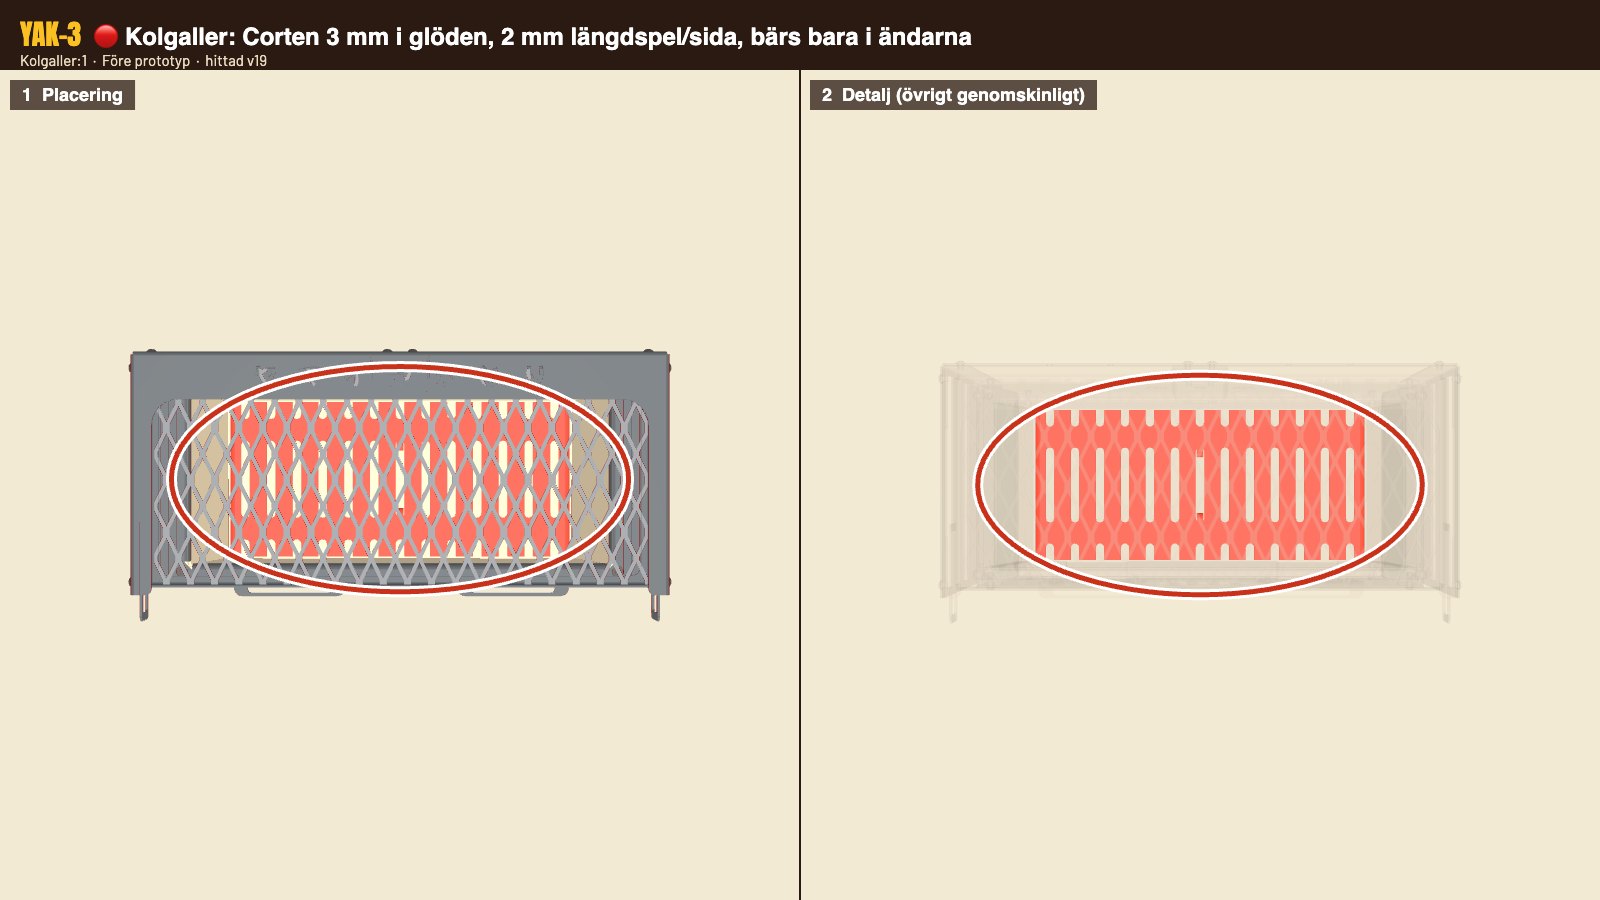 YAK-3 🔴 Kolgaller: Corten 3 mm i glöden, 2 mm längdspel/sida, bärs bara i ändarna
Kolgaller:1 · Före prototyp · hittad v19
1 Placering
2 Detalj (övrigt genomskinligt)